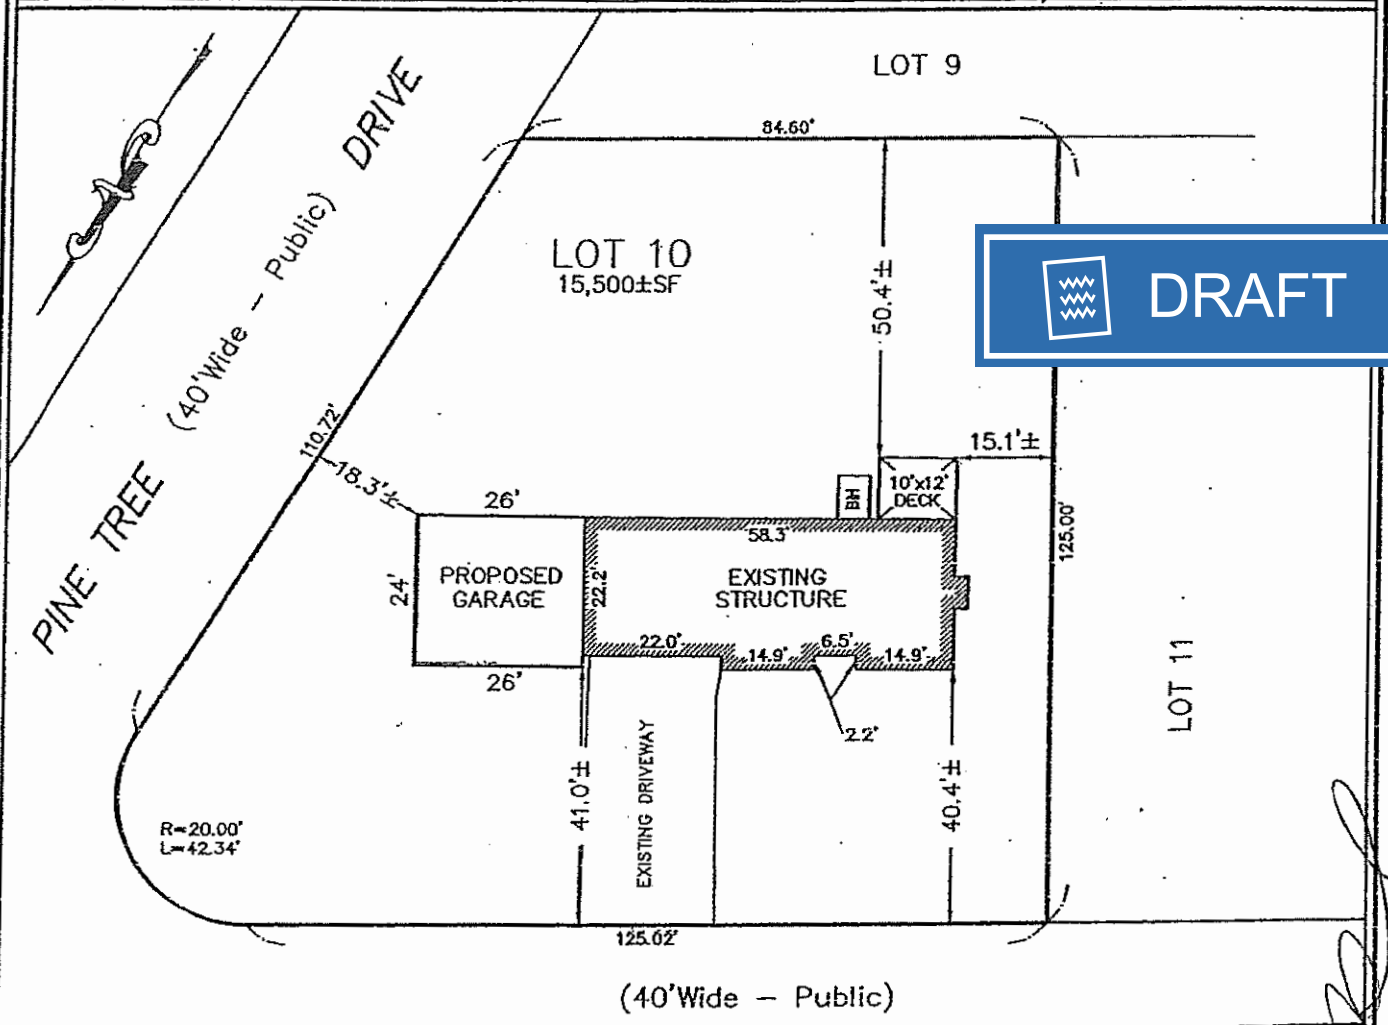 LOT 9
84.60'
PINE TREE DRIVE
(40'Wide – Public)
LOT 10
15,500±SF
50.4'±
DRAFT
110.72'
18.3'±
15.1'±
10'x12'
DECK
BH
26'
58.3'
125.00'
24'
PROPOSED
GARAGE
22.2'
EXISTING
STRUCTURE
22.0'
14.9'
6.5'
14.9'
26'
2.2'
LOT 11
41.0'±
EXISTING DRIVEWAY
40.4'±
R=20.00'
L=42.34'
125.02'
(40'Wide – Public)